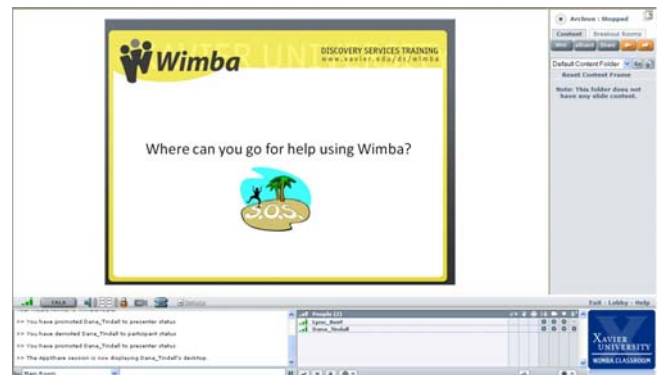 Wimba
DISCOVERY SERVICES TRAINING
www.xavier.edu/ds/wimba
Where can you go for help using Wimba?
S.O.S.
Archive : Stopped
Content Breakout Rooms
Default Content Folder Go
Reset Content Frame
Note: This folder does not
have any slide content.
TALK
Exit - Lobby - Help
>> You have promoted Dana_Tindall to presenter status
>> You have demoted Dana_Tindall to participant status
>> You have promoted Dana_Tindall to presenter status
>> The AppShare session is now displaying Dana_Tindall's desktop.
Main Room
People (2)
Dana_Tindall
XAVIER
UNIVERSITY
WIMBA CLASSROOM